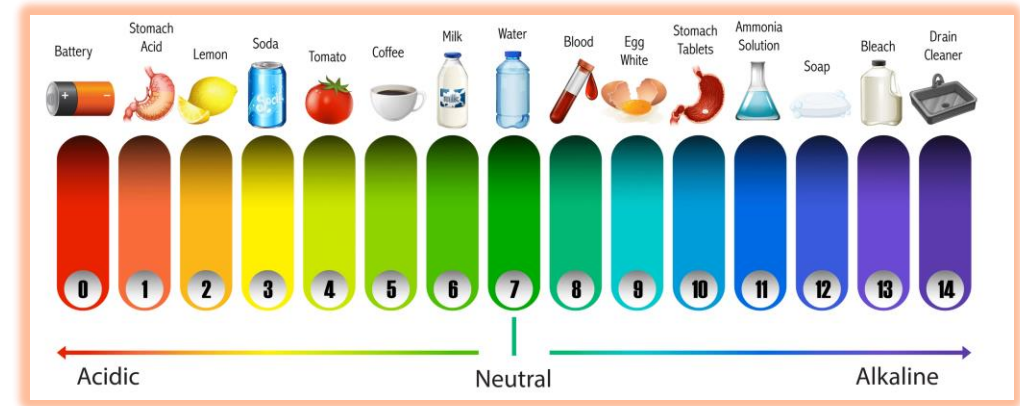 Battery
Stomach
Acid
Lemon
Soda
Tomato
Coffee
Milk
Water
Blood
Egg
White
Stomach
Tablets
Ammonia
Solution
Soap
Bleach
Drain
Cleaner
milk
0 1 2 3 4 5 6 7 8 9 10 11 12 13 14
Acidic Neutral Alkaline